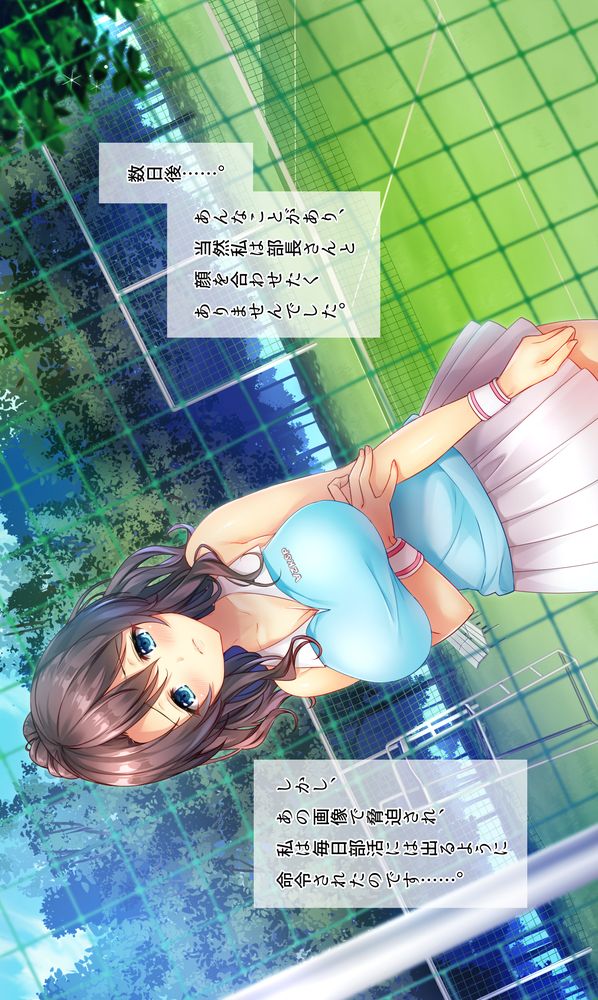 数日後……。
あんなことがあり、
当然私は部長さんと
顔を合わせたく
ありませんでした。
しかし、
あの画像で脅迫され、
私は毎日部活には出るように
命令されたのです……。